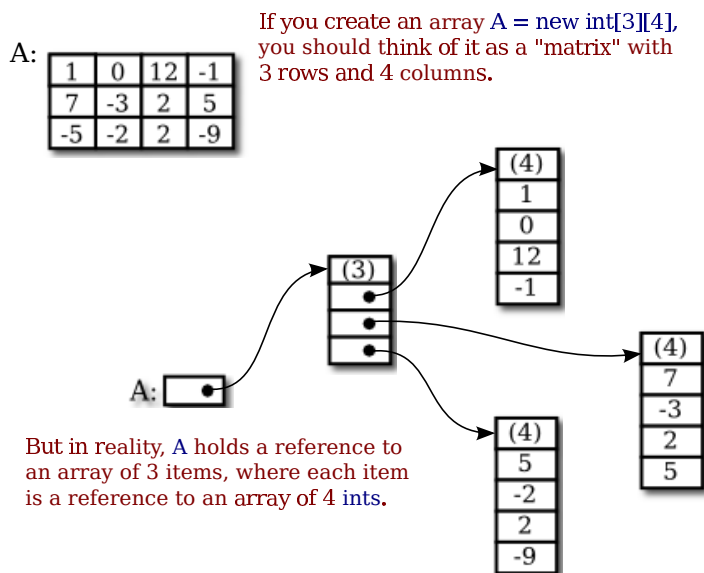 If you create an array A = new int[3][4],
you should think of it as a "matrix" with
3 rows and 4 columns.
A:
1 0 12 -1
7 -3 2 5
-5 -2 2 -9
(4)
1
0
12
-1
(3)
A:
(4)
7
-3
2
5
(4)
5
-2
2
-9
But in reality, A holds a reference to
an array of 3 items, where each item
is a reference to an array of 4 ints.